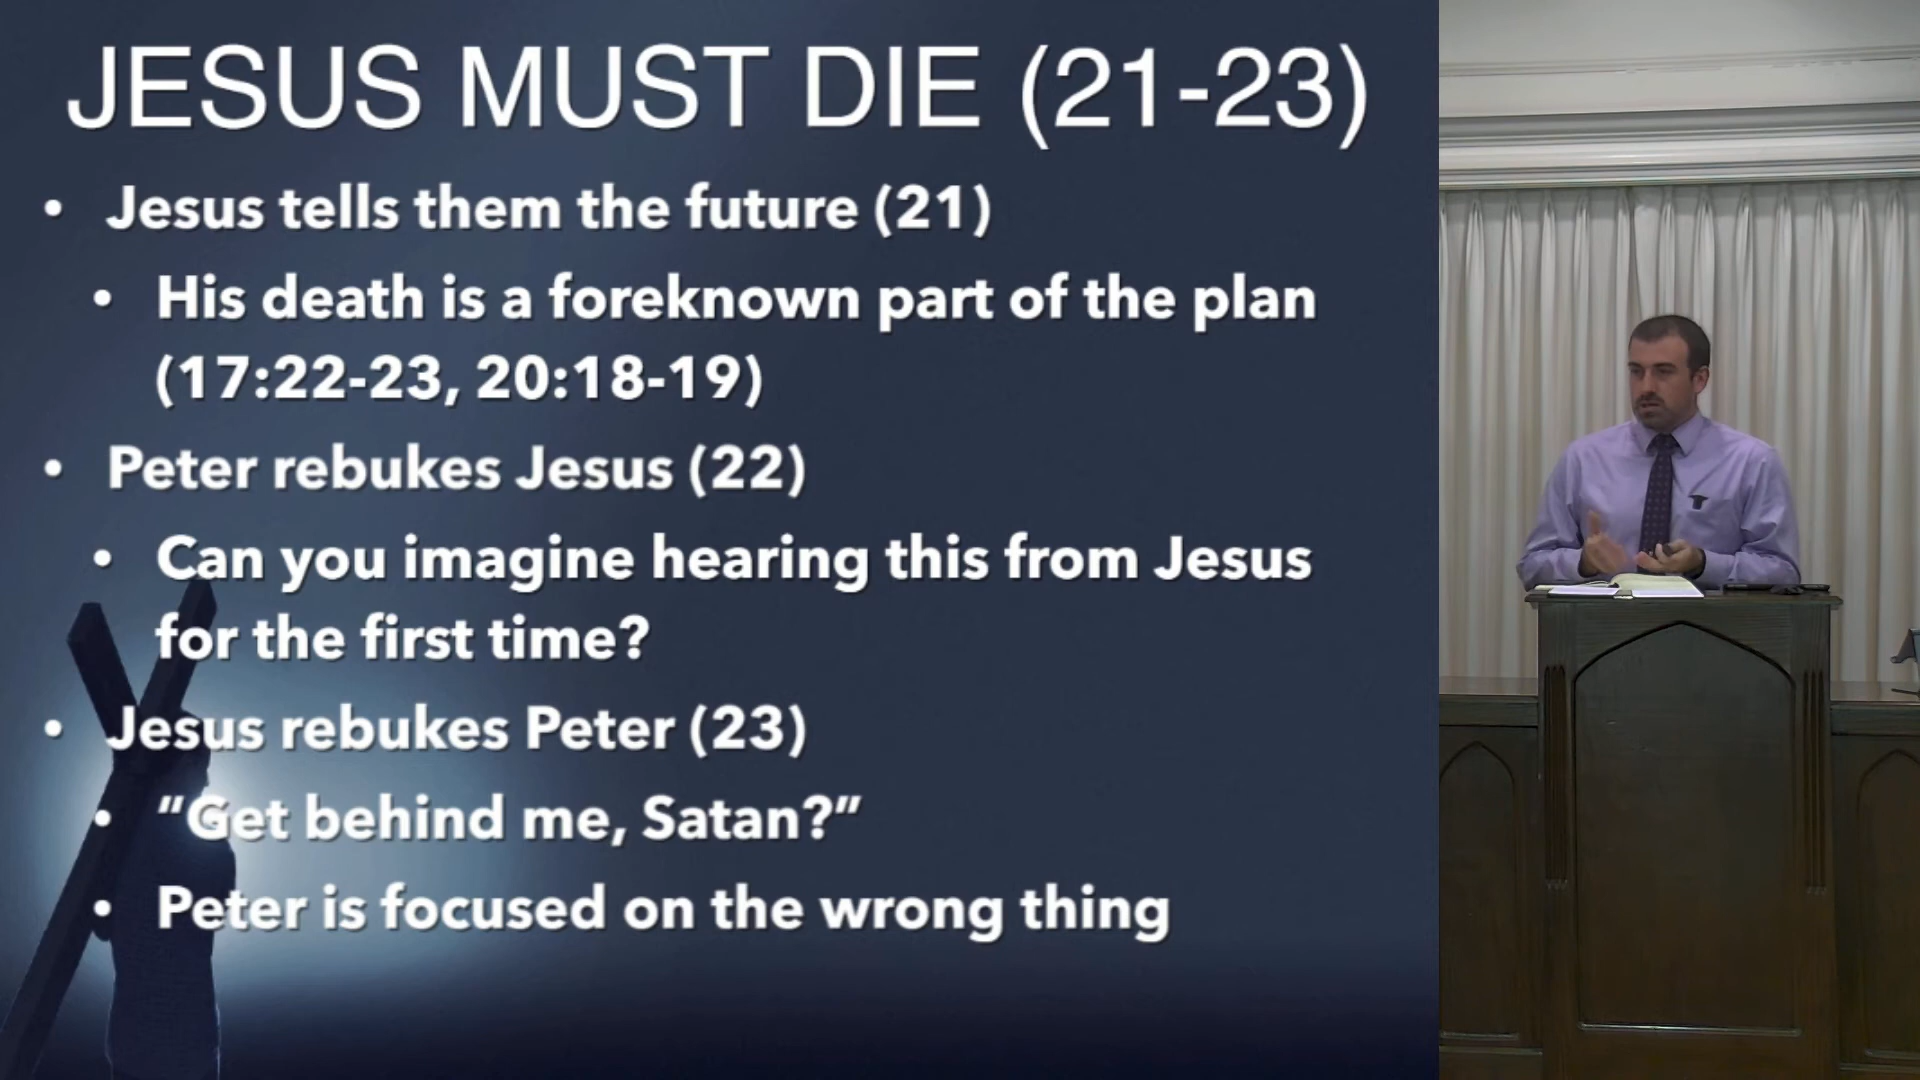 JESUS MUST DIE (21-23)
• Jesus tells them the future (21)
• His death is a foreknown part of the plan
(17:22-23, 20:18-19)
• Peter rebukes Jesus (22)
• Can you imagine hearing this from Jesus
for the first time?
• Jesus rebukes Peter (23)
• “Get behind me, Satan?”
• Peter is focused on the wrong thing